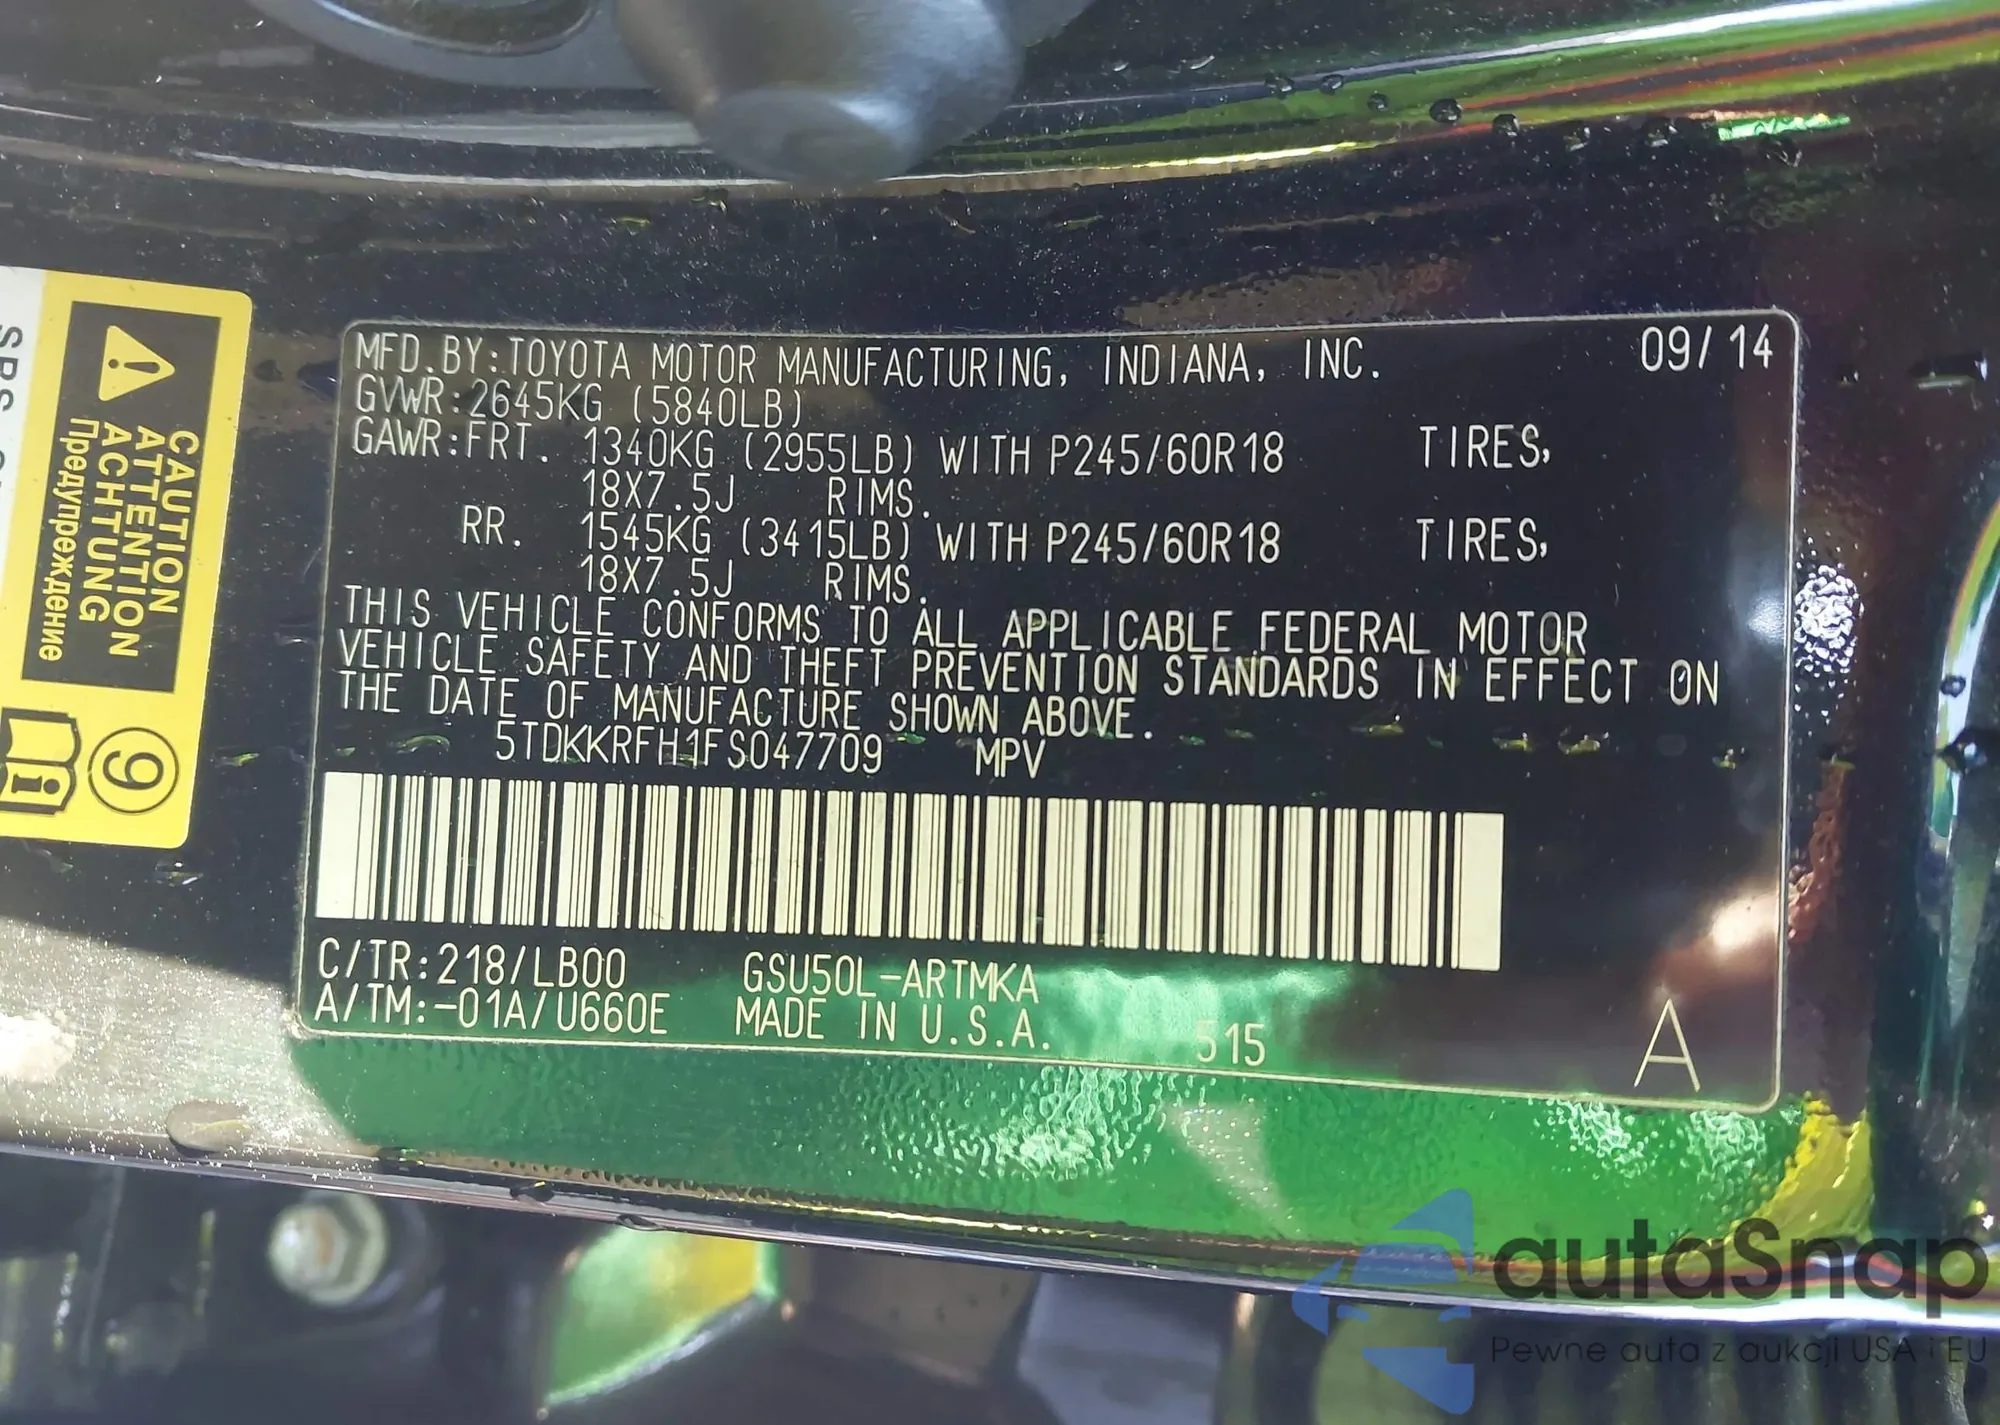 MFD.BY:TOYOTA MOTOR MANUFACTURING, INDIANA, INC. 09/14
GVWR:2645KG (5840LB)
GAWR:FRT. 1340KG (2955LB) WITH P245/60R18 TIRES,
18X7.5J RIMS.
RR. 1545KG (3415LB) WITH P245/60R18 TIRES,
18X7.5J RIMS.
THIS VEHICLE CONFORMS TO ALL APPLICABLE FEDERAL MOTOR
VEHICLE SAFETY AND THEFT PREVENTION STANDARDS IN EFFECT ON
THE DATE OF MANUFACTURE SHOWN ABOVE.
5TDKKRFH1FS047709 MPV
C/TR:218/LB00 GSU50L-ARTMKA
A/TM:-01A/U660E MADE IN U.S.A. 515 A
SRS
CAUTION
ATTENTION
ACHTUNG
Предупреждение
9
i
autaSnap
Pewne auta z aukcji USA i EU